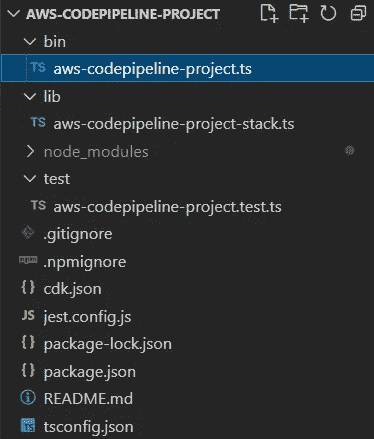 AWS-CODEPIPELINE-PROJECT
bin
TS aws-codepipeline-project.ts
lib
TS aws-codepipeline-project-stack.ts
node_modules
test
TS aws-codepipeline-project.test.ts
.gitignore
npm .npmignore
{ } cdk.json
JS jest.config.js
{ } package-lock.json
{ } package.json
README.md
TS tsconfig.json